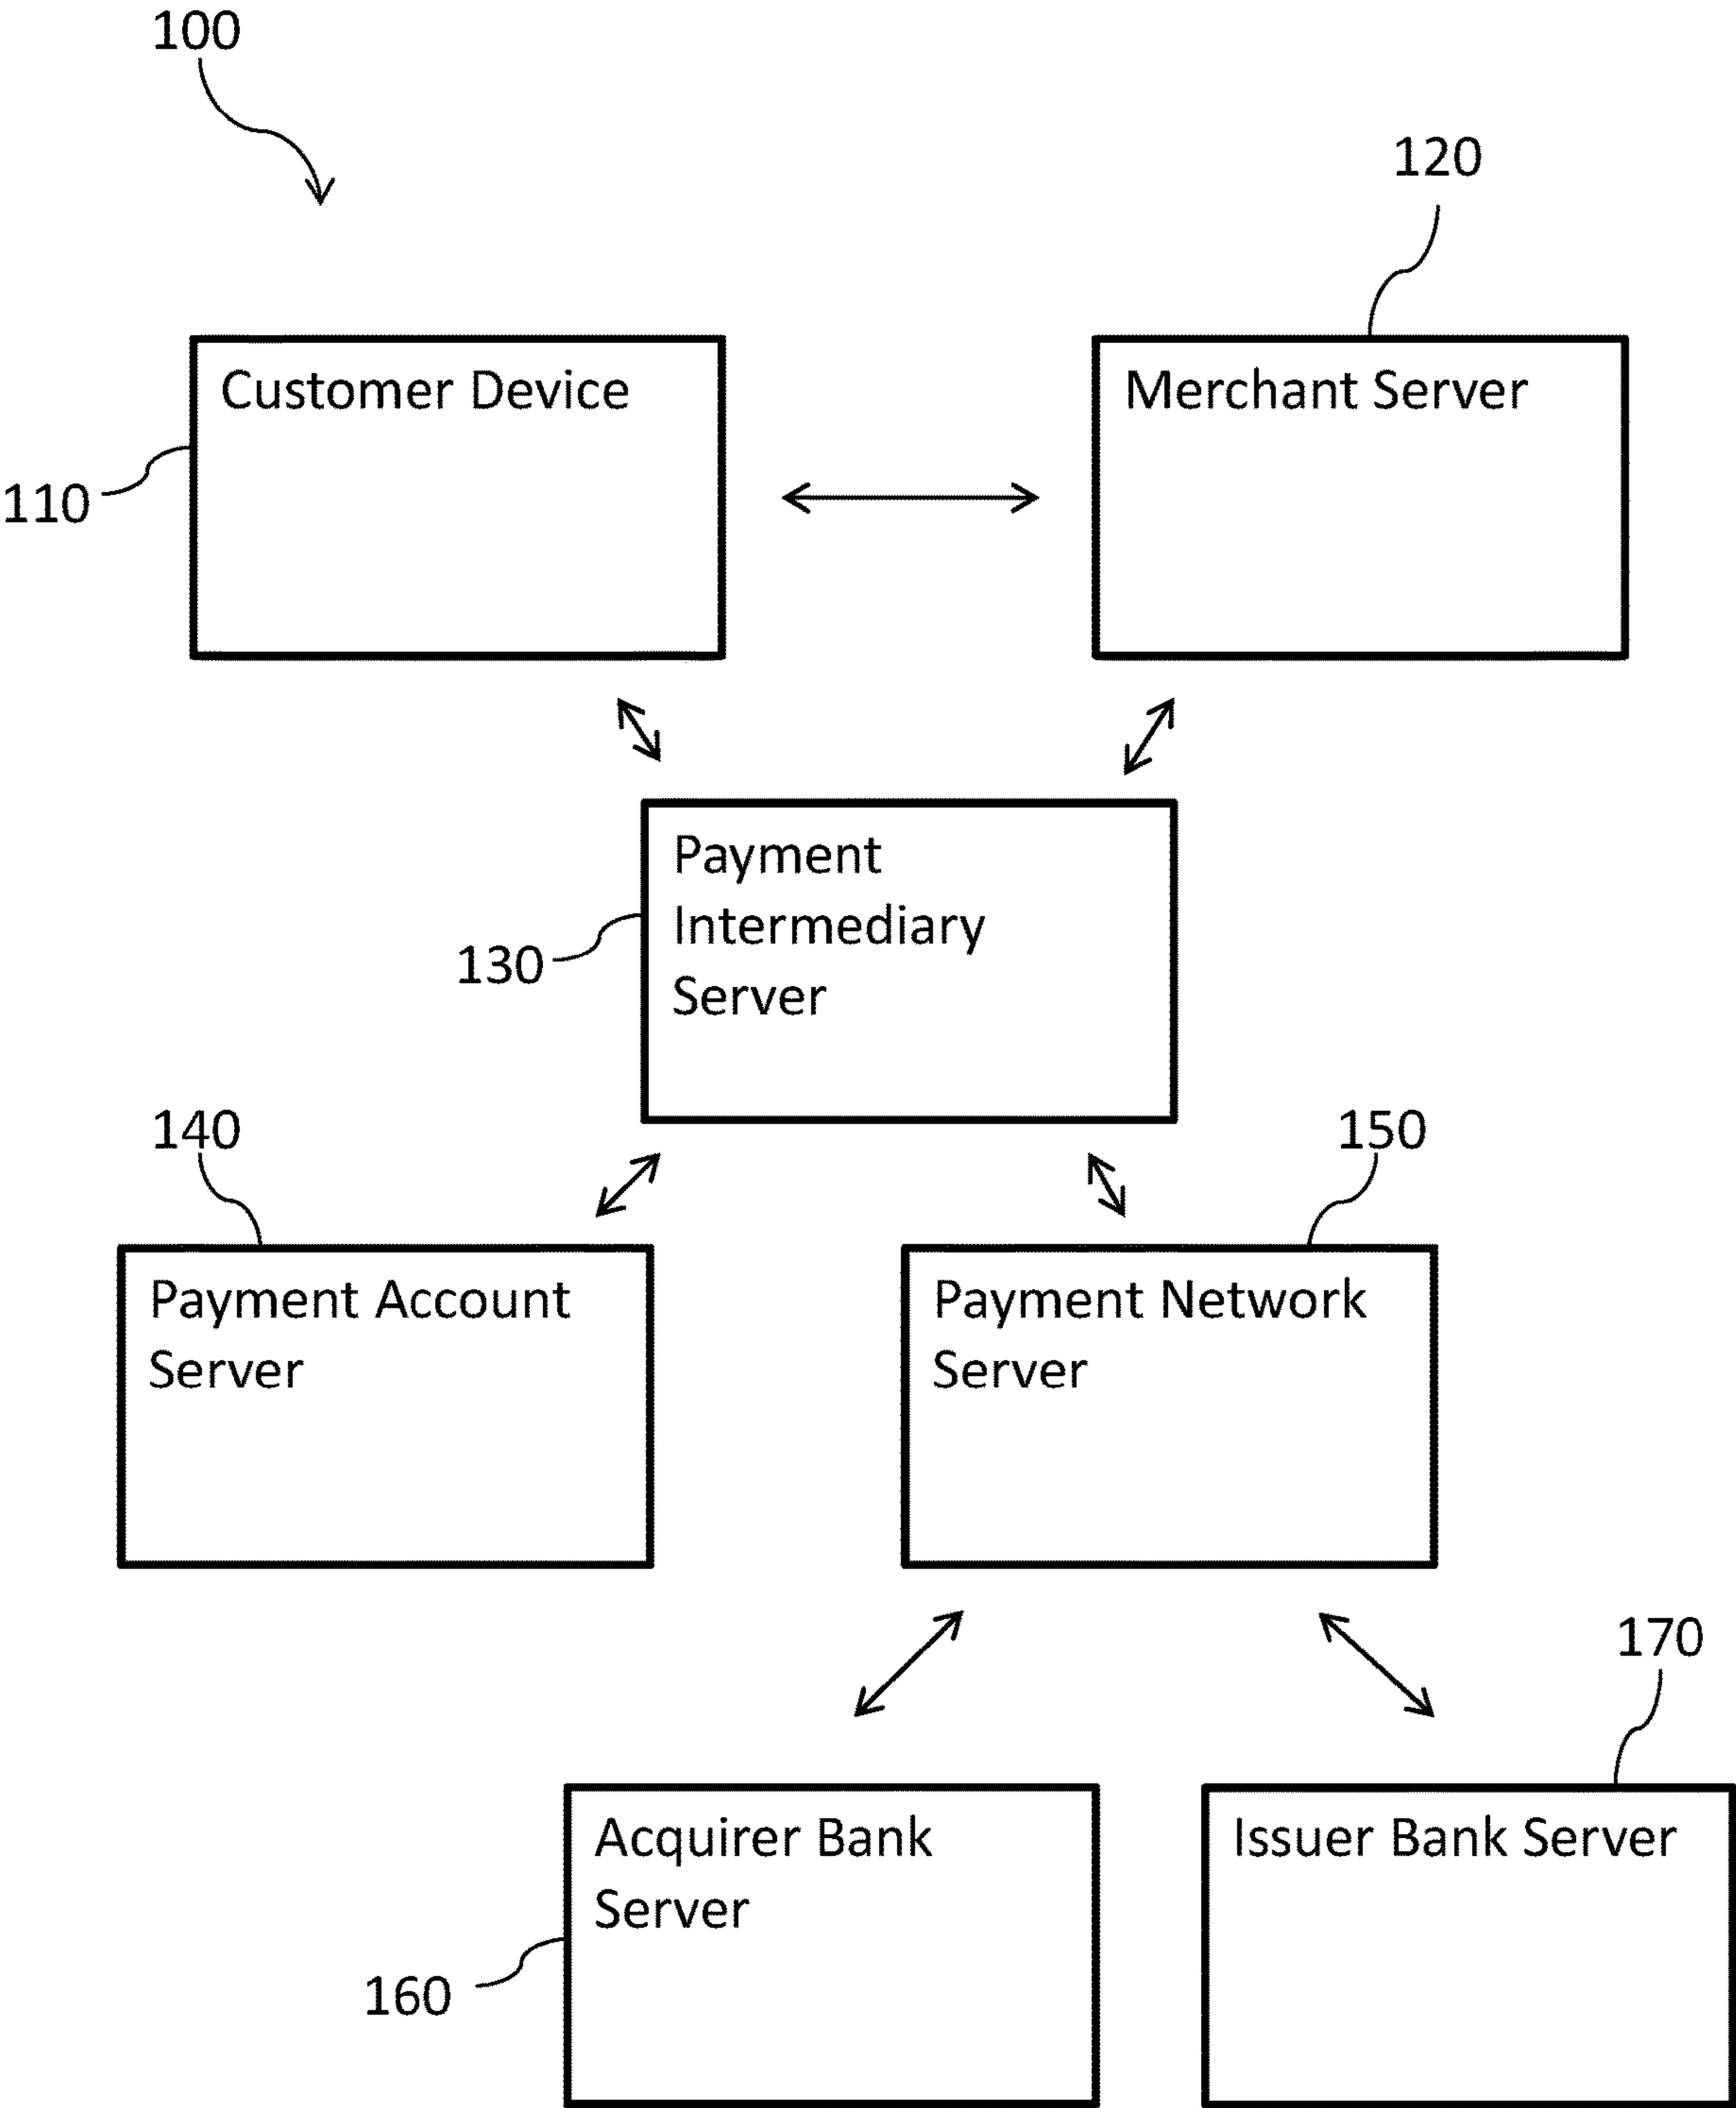 100
120
Customer Device
Merchant Server
110
Payment
Intermediary
Server
130
140
150
Payment Account
Server
Payment Network
Server
170
Acquirer Bank
Server
Issuer Bank Server
160